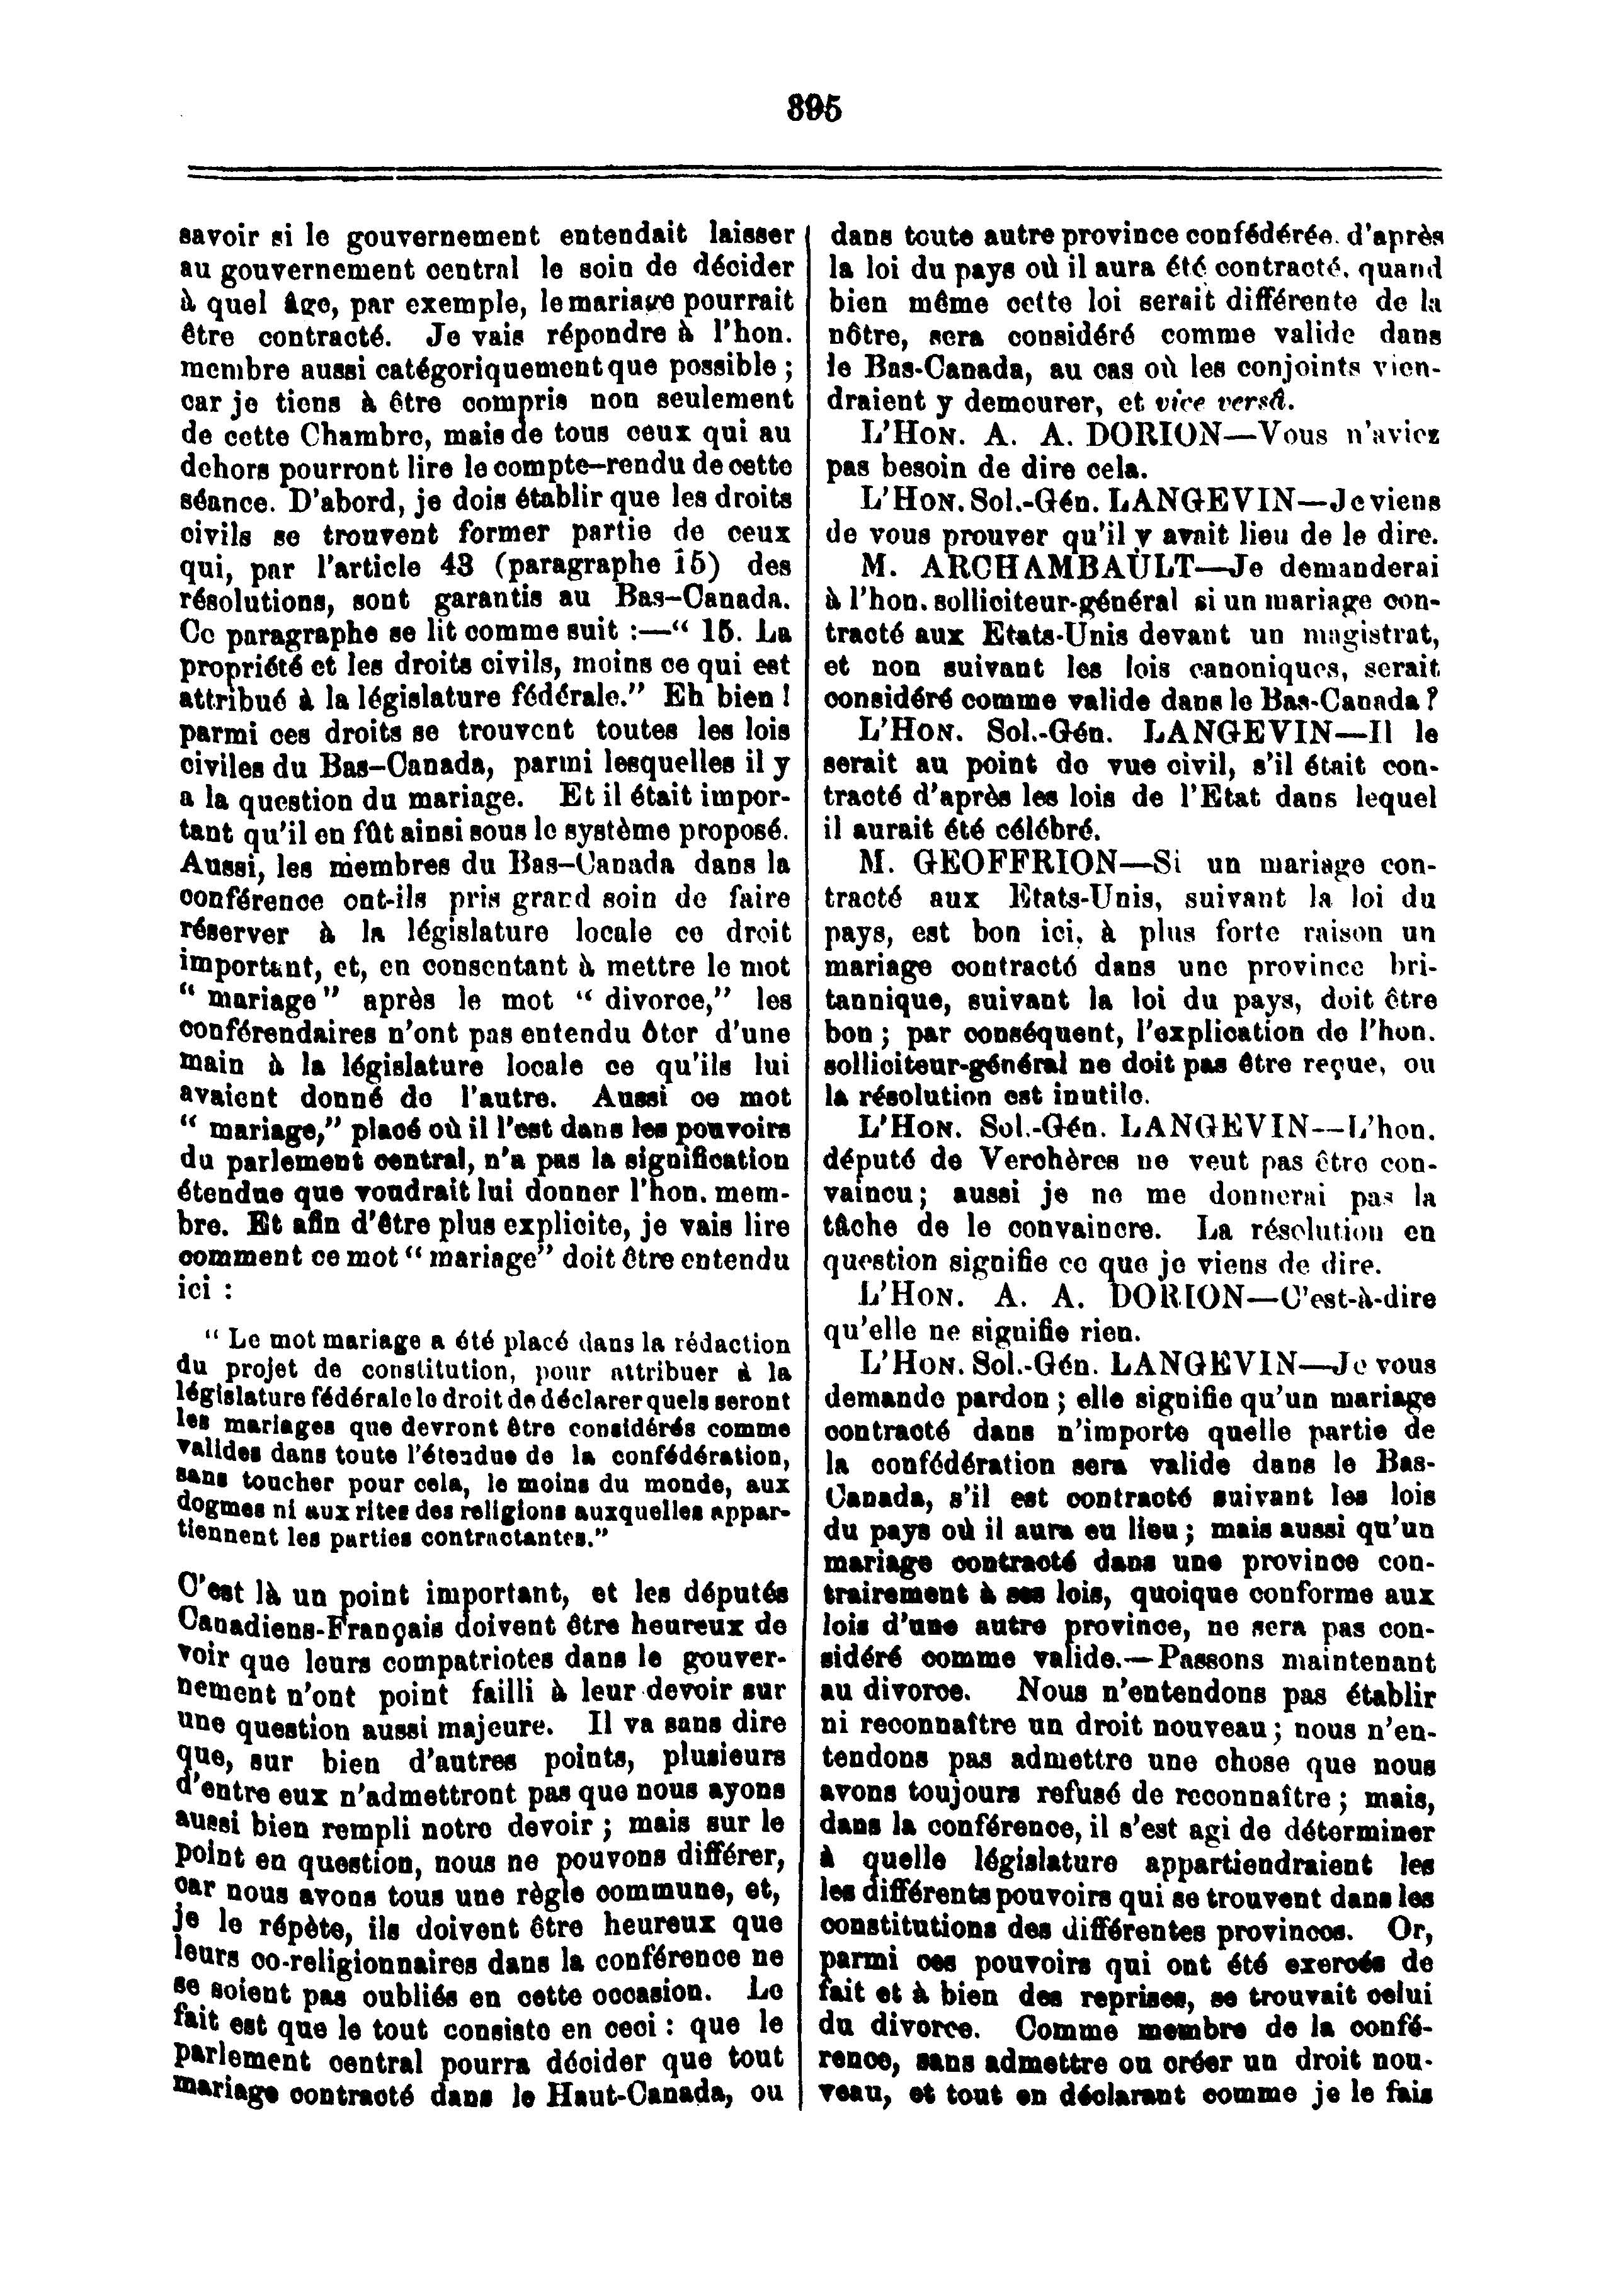 395
savoir si le gouvernement entendait laisser
au gouvernement central le soin de décider
à quel âge, par exemple, le mariage pourrait
être contracté. Je vais répondre à l'hon.
membre aussi catégoriquement que possible ;
car je tiens à être compris non seulement
de cette Chambre, mais de tous ceux qui au
dehors pourront lire le compte-rendu de cette
séance. D'abord, je dois établir que les droits
civils se trouvent former partie de ceux
qui, par l'article 43 (paragraphe 15) des
résolutions, sont garantis au Bas-Canada.
Ce paragraphe se lit comme suit :—" 15. La
propriété et les droits civils, moins ce qui est
attribué à la législature fédérale." Eh bien !
parmi ces droits se trouvent toutes les lois
civiles du Bas-Canada, parmi lesquelles il y
a la question du mariage. Et il était impor-
tant qu'il en fût ainsi sous le système proposé.
Aussi, les membres du Bas-Canada dans la
conférence ont-ils pris grand soin de faire
réserver à la législature locale ce droit
important, et, en consentant à mettre le mot
" mariage" après le mot " divorce," les
conférendaires n'ont pas entendu ôter d'une
main à la législature locale ce qu'ils lui
avaient donné de l'autre. Aussi ce mot
" mariage," placé où il l'est dans les pouvoirs
du parlement central, n'a pas la signification
étendue que voudrait lui donner l'hon. mem-
bre. Et afin d'être plus explicite, je vais lire
comment ce mot " mariage" doit être entendu
ici :
" Le mot mariage a été placé dans la rédaction
du projet de constitution, pour attribuer à la
législature fédérale le droit de déclarer quels seront
les mariages que devront être considérés comme
valides dans toute l'étendue de la confédération,
sans toucher pour cela, le moins du monde, aux
dogmes ni aux rites des religions auxquelles appar-
tiennent les parties contractantes."
C'est là un point important, et les députés
Canadiens-Français doivent être heureux de
voir que leurs compatriotes dans le gouver-
nement n'ont point failli à leur devoir sur
une question aussi majeure. Il va sans dire
que, sur bien d'autres points, plusieurs
d'entre eux n'admettront pas que nous ayons
aussi bien rempli notre devoir ; mais sur le
point en question, nous ne pouvons différer,
car nous avons tous une règle commune, et,
je le répète, ils doivent être heureux que
leurs co-religionnaires dans la conférence ne
se soient pas oubliés en cette occasion. Le
fait est que le tout consiste en ceci : que le
parlement central pourra décider que tout
mariage contracté dans le Haut-Canada, ou
dans toute autre province confédérée, d'après
la loi du pays où il aura été contracté, quand
bien même cette loi serait différente de la
nôtre, sera considéré comme valide dans
le Bas-Canada, au cas où les conjoints vien-
draient y demeurer, et vice versâ.
L'HON. A. A. DORION—Vous n'aviez
pas besoin de dire cela.
L'HON. Sol.-Gén. LANGEVIN—Je viens
de vous prouver qu'il y avait lieu de le dire.
M. ARCHAMBAULT—Je demanderai
à l'hon. solliciteur-général si un mariage con-
tracté aux Etats-Unis devant un magistrat,
et non suivant les lois canoniques, serait
considéré comme valide dans le Bas-Canada ?
L'HON. Sol.-Gén. LANGEVIN—Il le
serait au point de vue civil, s'il était con-
tracté d'après les lois de l'Etat dans lequel
il aurait été célébré.
M. GEOFFRION—Si un mariage con-
tracté aux Etats-Unis, suivant la loi du
pays, est bon ici, à plus forte raison un
mariage contracté dans une province bri-
tannique, suivant la loi du pays, doit être
bon ; par conséquent, l'explication de l'hon.
solliciteur-général ne doit pas être reçue, ou
la résolution est inutile.
L'HON. Sol.-Gén. LANGEVIN—L'hon.
député de Verchères ne veut pas être con-
vaincu ; aussi je ne me donnerai pas la
tâche de le convaincre. La résolution en
question signifie ce que je viens de dire.
L'HON. A. A. DORION—C'est-à-dire
qu'elle ne signifie rien.
L'HON. Sol.-Gén. LANGEVIN—Je vous
demande pardon ; elle signifie qu'un mariage
contracté dans n'importe quelle partie de
la confédération sera valide dans le Bas-
Canada, s'il est contracté suivant les lois
du pays où il aura eu lieu ; mais aussi qu'un
mariage contracté dans une province con-
trairement à ses lois, quoique conforme aux
lois d'une autre province, ne sera pas con-
sidéré comme valide.—Passons maintenant
au divorce. Nous n'entendons pas établir
ni reconnaître un droit nouveau ; nous n'en-
tendons pas admettre une chose que nous
avons toujours refusé de reconnaître ; mais,
dans la conférence, il s'est agi de déterminer
à quelle législature appartiendraient les
les différents pouvoirs qui se trouvent dans les
constitutions des différentes provinces. Or,
parmi ces pouvoirs qui ont été exercés de
fait et à bien des reprises, se trouvait celui
du divorce. Comme membre de la confé-
rence, sans admettre ou créer un droit nou-
veau, et tout en déclarant comme je le fais